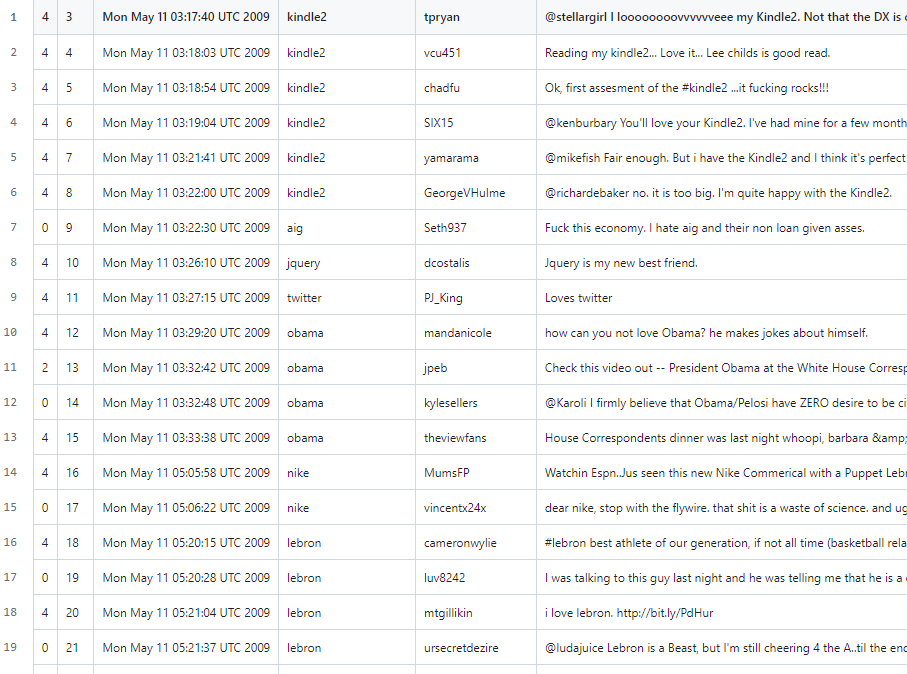 1 4 3 Mon May 11 03:17:40 UTC 2009 kindle2 tpryan @stellargirl I loooooooovvvvvveee my Kindle2. Not that the DX is
2 4 4 Mon May 11 03:18:03 UTC 2009 kindle2 vcu451 Reading my kindle2... Love it... Lee childs is good read.
3 4 5 Mon May 11 03:18:54 UTC 2009 kindle2 chadfu Ok, first assesment of the #kindle2 ...it fucking rocks!!!
4 4 6 Mon May 11 03:19:04 UTC 2009 kindle2 SIX15 @kenburbary You'll love your Kindle2. I've had mine for a few month
5 4 7 Mon May 11 03:21:41 UTC 2009 kindle2 yamarama @mikefish Fair enough. But i have the Kindle2 and I think it's perfect
6 4 8 Mon May 11 03:22:00 UTC 2009 kindle2 GeorgeVHulme @richardebaker no. it is too big. I'm quite happy with the Kindle2.
7 0 9 Mon May 11 03:22:30 UTC 2009 aig Seth937 Fuck this economy. I hate aig and their non loan given asses.
8 4 10 Mon May 11 03:26:10 UTC 2009 jquery dcostalis Jquery is my new best friend.
9 4 11 Mon May 11 03:27:15 UTC 2009 twitter PJ_King Loves twitter
10 4 12 Mon May 11 03:29:20 UTC 2009 obama mandanicole how can you not love Obama? he makes jokes about himself.
11 2 13 Mon May 11 03:32:42 UTC 2009 obama jpeb Check this video out -- President Obama at the White House Corresp
12 0 14 Mon May 11 03:32:48 UTC 2009 obama kylesellers @Karoli I firmly believe that Obama/Pelosi have ZERO desire to be ci
13 4 15 Mon May 11 03:33:38 UTC 2009 obama theviewfans House Correspondents dinner was last night whoopi, barbara &amp;
14 4 16 Mon May 11 05:05:58 UTC 2009 nike MumsFP Watchin Espn..Jus seen this new Nike Commerical with a Puppet Lebr
15 0 17 Mon May 11 05:06:22 UTC 2009 nike vincentx24x dear nike, stop with the flywire. that shit is a waste of science. and ug
16 4 18 Mon May 11 05:20:15 UTC 2009 lebron cameronwylie #lebron best athlete of our generation, if not all time (basketball rela
17 0 19 Mon May 11 05:20:28 UTC 2009 lebron luv8242 I was talking to this guy last night and he was telling me that he is a
18 4 20 Mon May 11 05:21:04 UTC 2009 lebron mtgillikin i love lebron. http://bit.ly/PdHur
19 0 21 Mon May 11 05:21:37 UTC 2009 lebron ursecretdezire @ludajuice Lebron is a Beast, but I'm still cheering 4 the A..til the enc